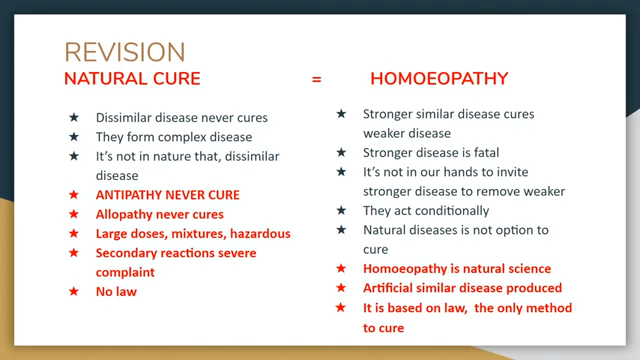 REVISION
NATURAL CURE = HOMOEOPATHY
★ Dissimilar disease never cures
★ They form complex disease
★ It's not in nature that, dissimilar
disease
★ ANTIPATHY NEVER CURE
★ Allopathy never cures
★ Large doses, mixtures, hazardous
★ Secondary reactions severe
complaint
★ No law
★ Stronger similar disease cures
weaker disease
★ Stronger disease is fatal
★ It's not in our hands to invite
stronger disease to remove weaker
★ They act conditionally
★ Natural diseases is not option to
cure
★ Homoeopathy is natural science
★ Artificial similar disease produced
★ It is based on law, the only method
to cure